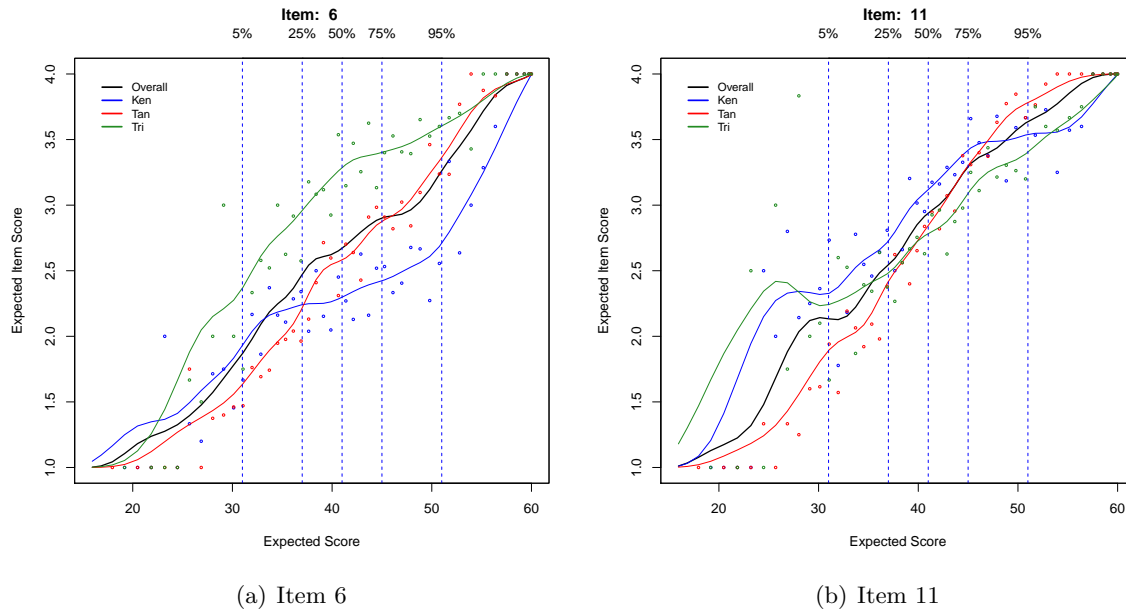 Item: 6
5% 25% 50% 75% 95%
4.0
3.5
3.0
2.5
2.0
1.5
1.0
Expected Item Score
Overall
Ken
Tan
Tri
20 30 40 50 60
Expected Score
(a) Item 6
Item: 11
5% 25% 50% 75% 95%
4.0
3.5
3.0
2.5
2.0
1.5
1.0
Expected Item Score
Overall
Ken
Tan
Tri
20 30 40 50 60
Expected Score
(b) Item 11